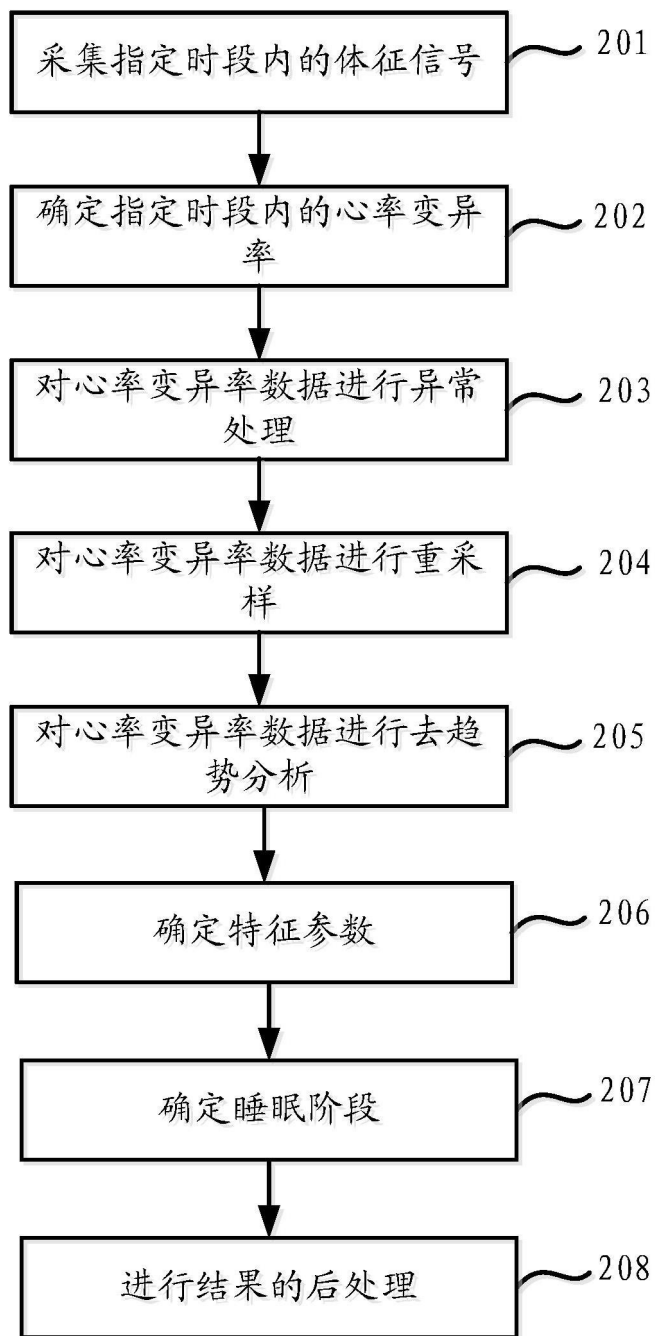 采集指定时段内的体征信号
201
确定指定时段内的心率变异
率
202
对心率变异率数据进行异常
处理
203
对心率变异率数据进行重采
样
204
对心率变异率数据进行去趋
势分析
205
确定特征参数
206
确定睡眠阶段
207
进行结果的后处理
208